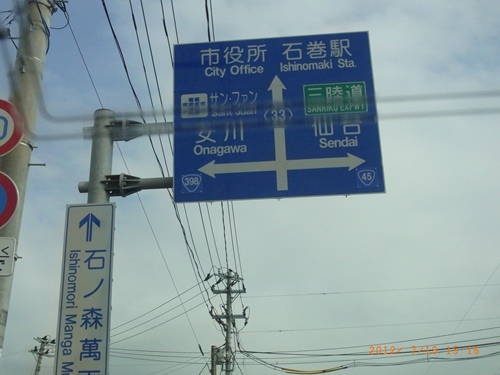 市役所 石巻駅
City Office Ishinomaki Sta.
サン・ファン
Saint Juan
三陸道
SANRIKU EXPWY
(33)
女川
Onagawa
仙台
Sendai
398
45
石ノ森萬
Ishinomori Manga